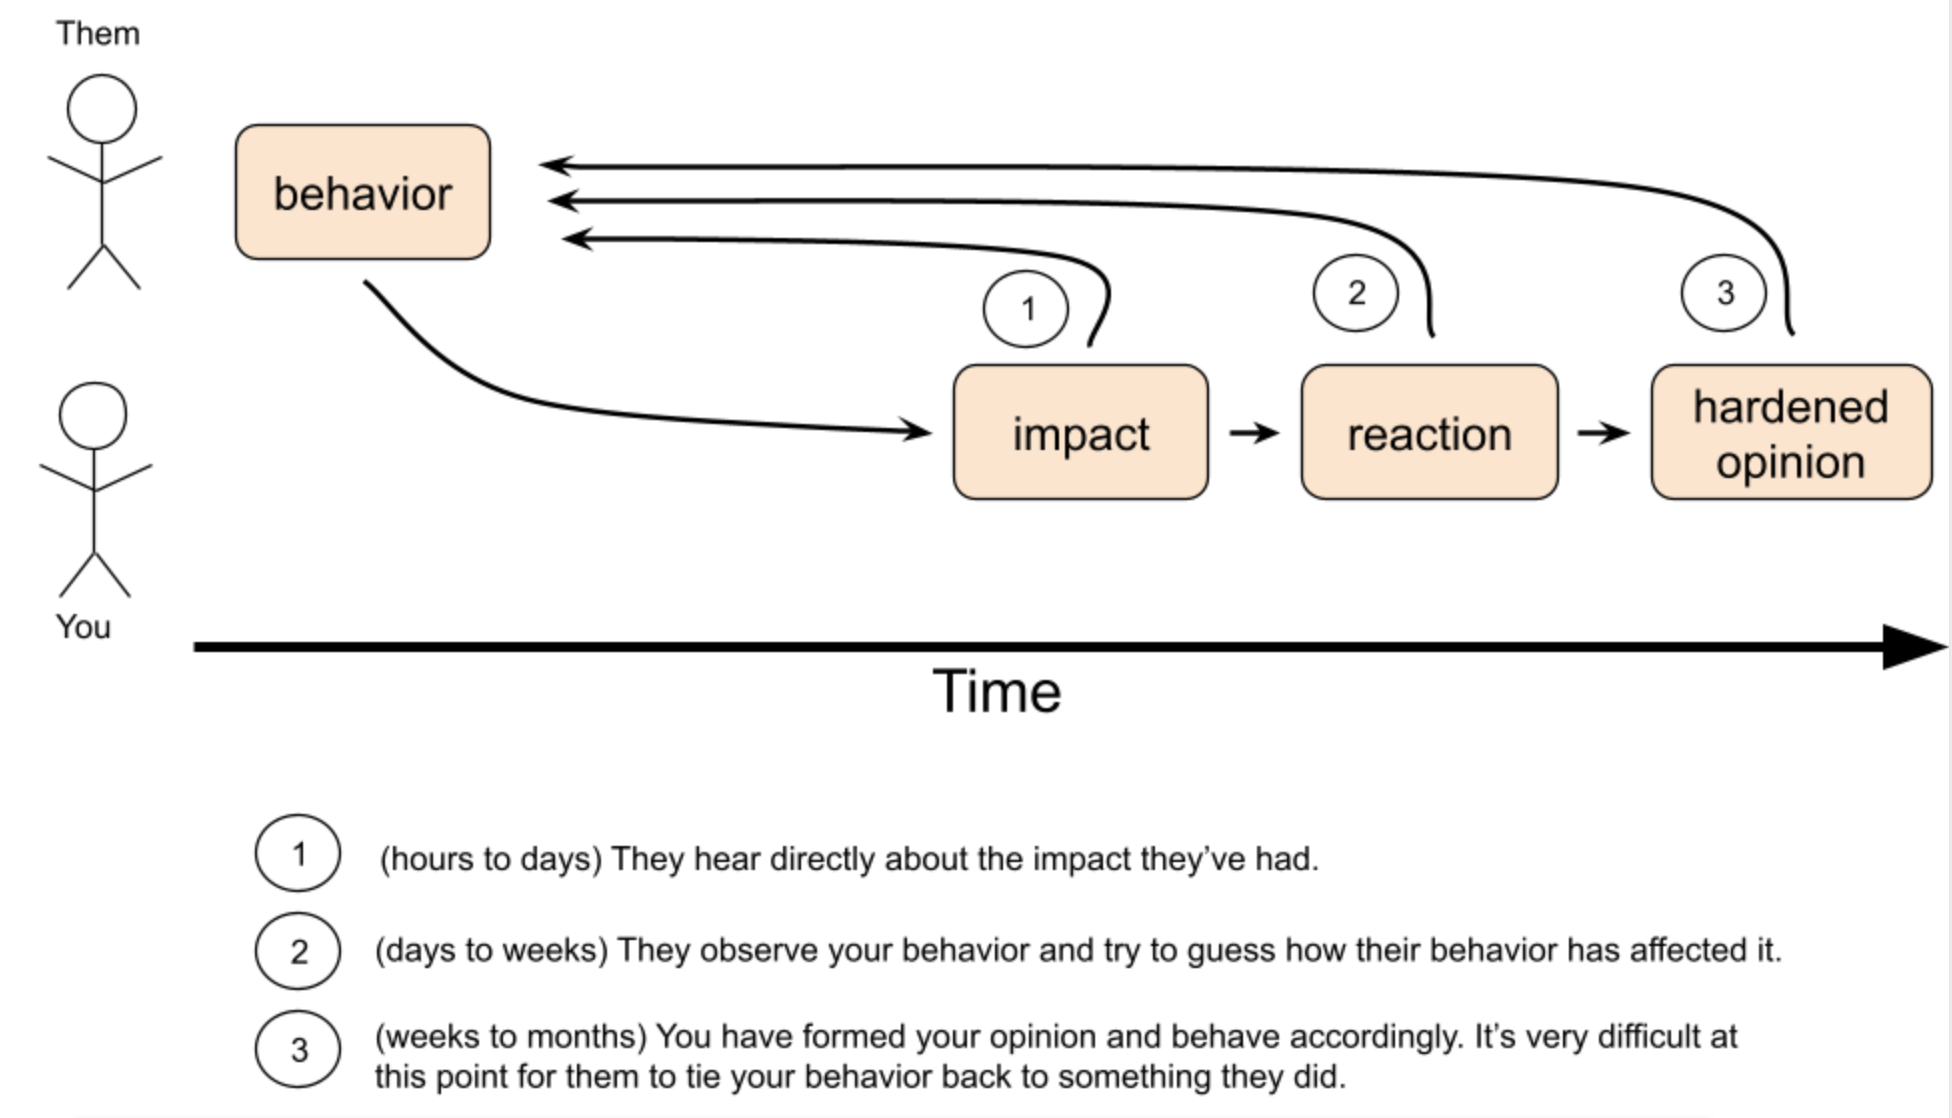 Them
behavior
1
2
3
impact
reaction
hardened
opinion
You
Time
1
(hours to days) They hear directly about the impact they’ve had.
2
(days to weeks) They observe your behavior and try to guess how their behavior has affected it.
3
(weeks to months) You have formed your opinion and behave accordingly. It’s very difficult at
this point for them to tie your behavior back to something they did.